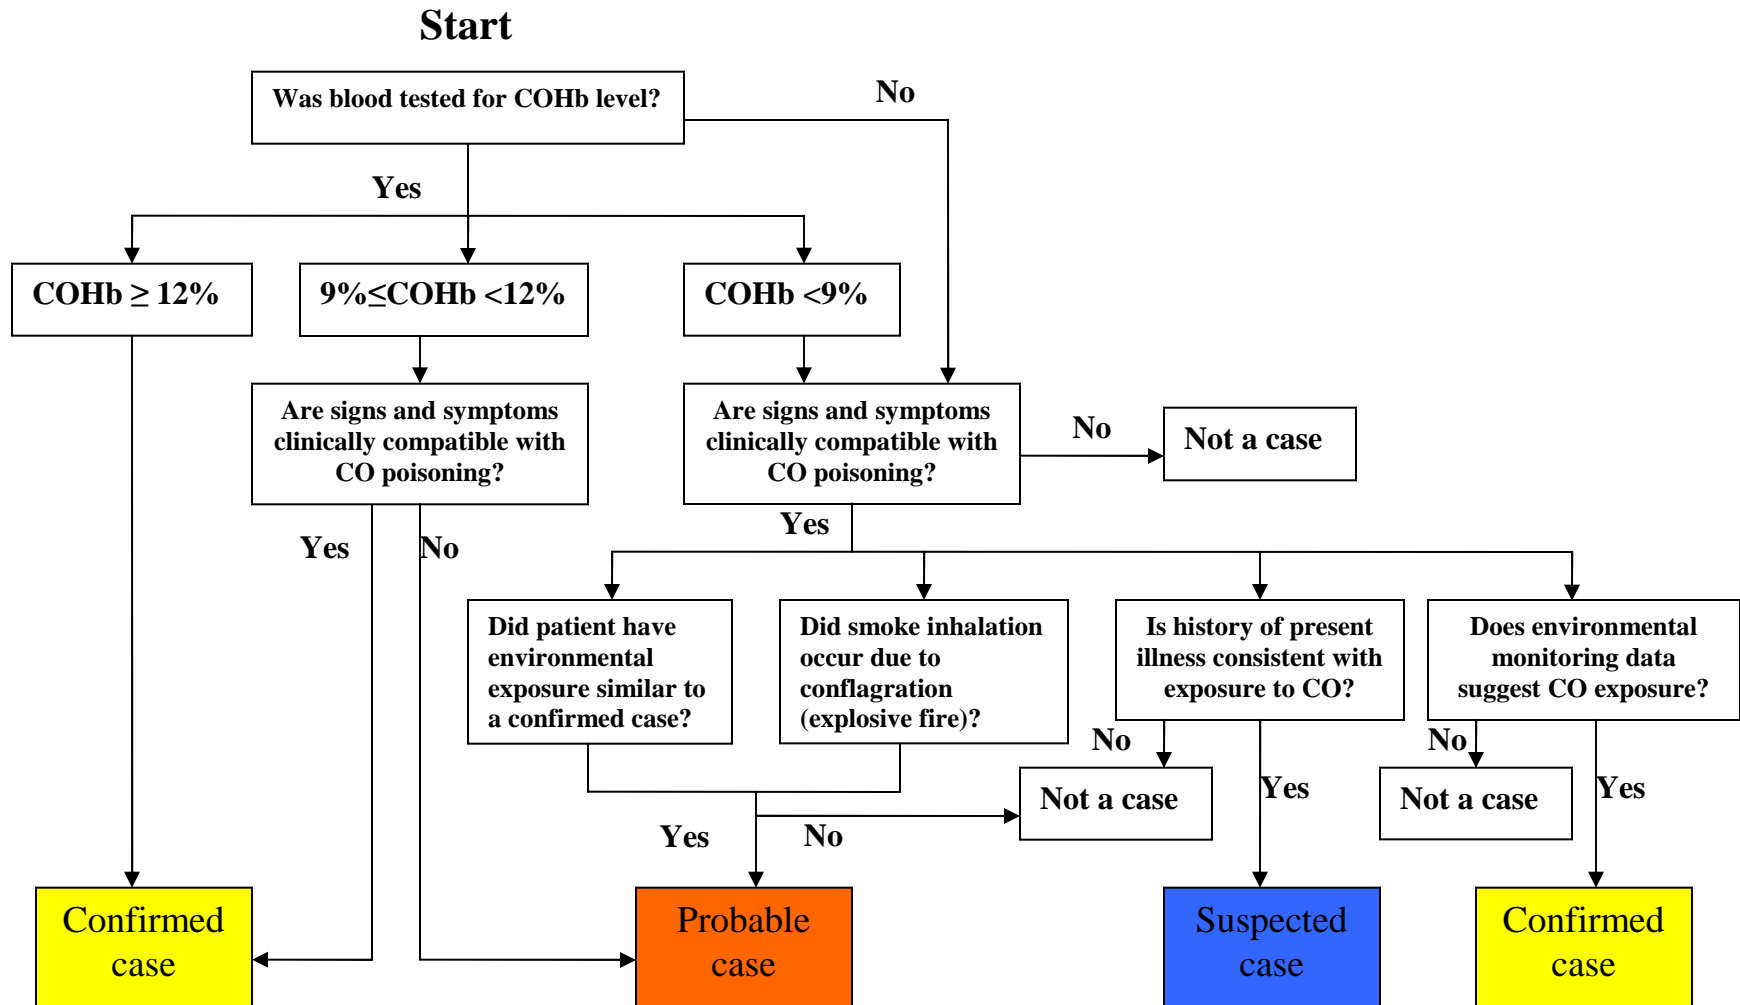 Start
Was blood tested for COHb level?
No
Yes
COHb ≥ 12%
9%≤COHb <12%
COHb <9%
Are signs and symptoms
clinically compatible with
CO poisoning?
Are signs and symptoms
clinically compatible with
CO poisoning?
No
Not a case
Yes
No
Yes
Did patient have
environmental
exposure similar to
a confirmed case?
Did smoke inhalation
occur due to
conflagration
(explosive fire)?
Is history of present
illness consistent with
exposure to CO?
Does environmental
monitoring data
suggest CO exposure?
No
No
Not a case
Yes
Not a case
Yes
Yes
No
Confirmed
case
Probable
case
Suspected
case
Confirmed
case